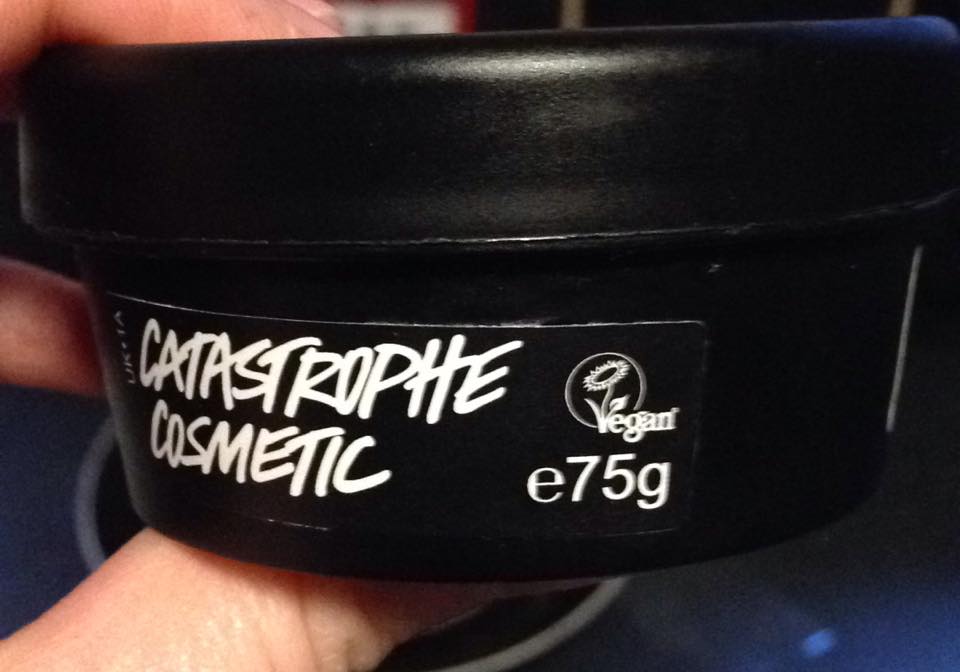 CATASTROPHE
COSMETIC
Vegan
e75g